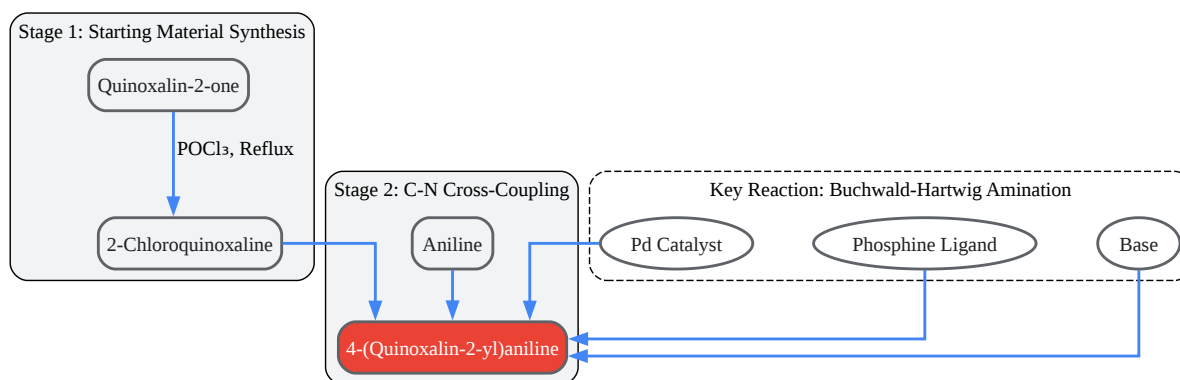 Stage 1: Starting Material Synthesis
Quinoxalin-2-one
POCl₃, Reflux
2-Chloroquinoxaline
Stage 2: C-N Cross-Coupling
Aniline
4-(Quinoxalin-2-yl)aniline
Key Reaction: Buchwald-Hartwig Amination
Pd Catalyst
Phosphine Ligand
Base